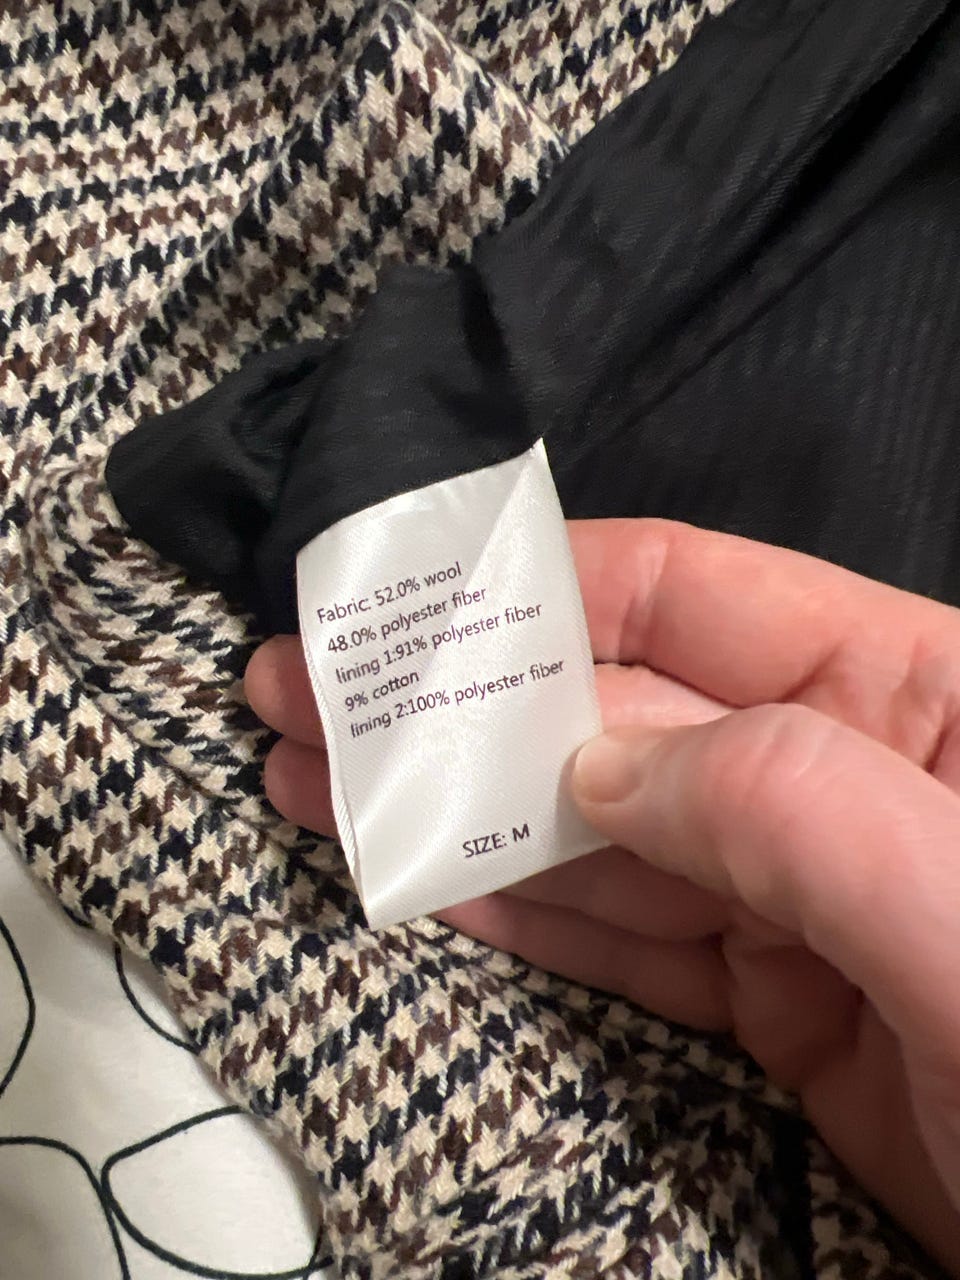 Fabric: 52.0% wool
48.0% polyester fiber
lining 1:91% polyester fiber
9% cotton
lining 2:100% polyester fiber
SIZE: M